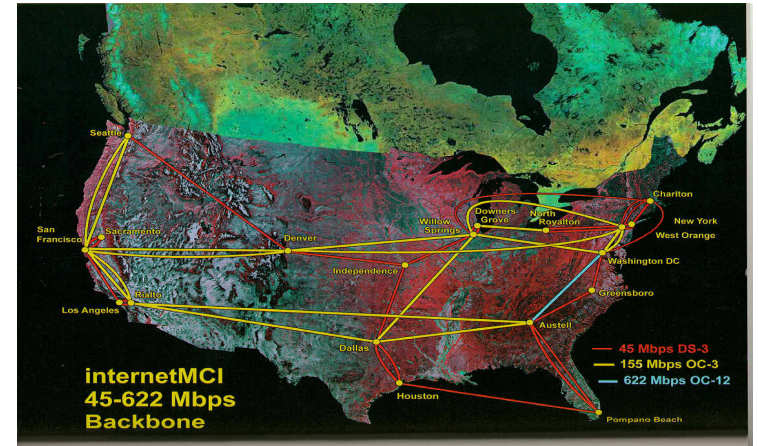 Seattle
Charlton
Downers
Grove
North
Royalton
Willow
Springs
New York
West Orange
San
Francisco
Sacramento
Denver
Washington DC
Independence
Rialto
Los Angeles
Greensboro
Austell
Dallas
45 Mbps DS-3
155 Mbps OC-3
622 Mbps OC-12
internetMCI
45-622 Mbps
Backbone
Houston
Pompano Beach